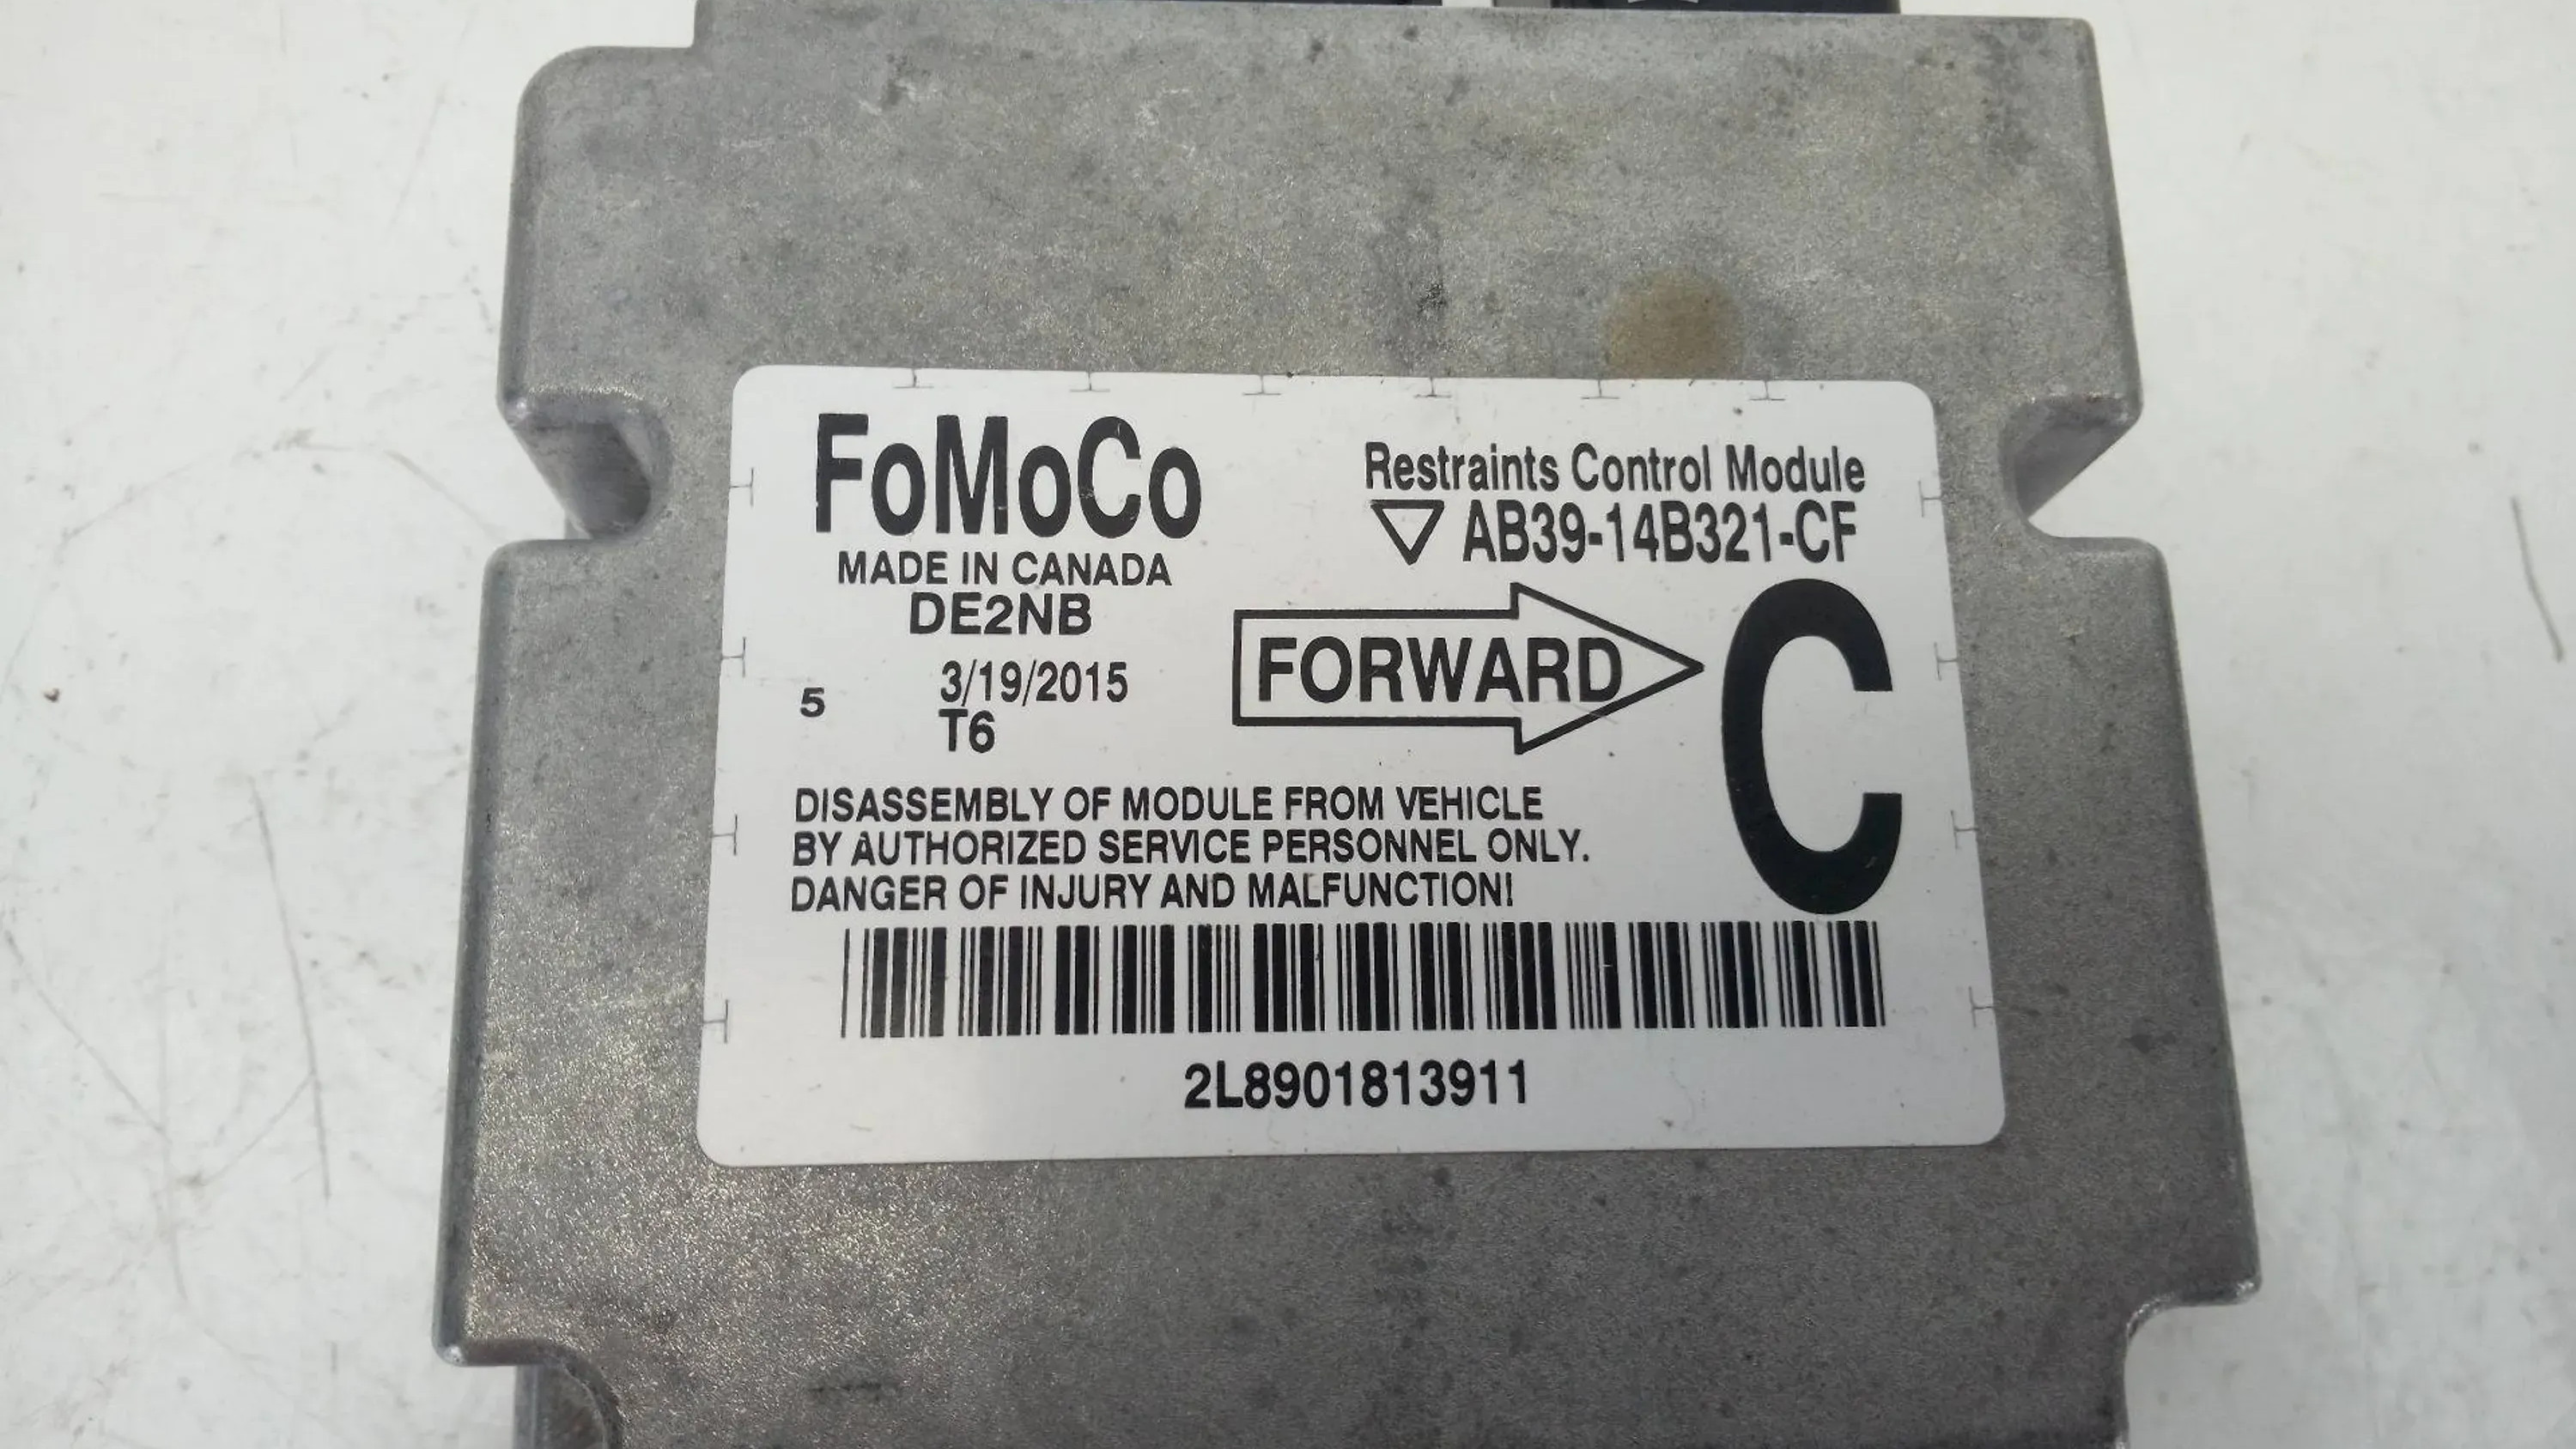 FoMoCo
MADE IN CANADA
DE2NB
5 3/19/2015
T6
Restraints Control Module
AB39-14B321-CF
FORWARD
C
DISASSEMBLY OF MODULE FROM VEHICLE
BY AUTHORIZED SERVICE PERSONNEL ONLY.
DANGER OF INJURY AND MALFUNCTION!
2L8901813911